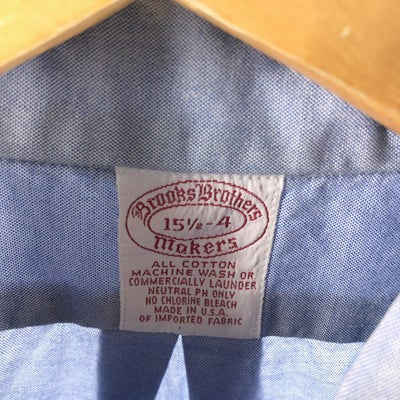 Brooks Brothers
15½-4
Makers
ALL COTTON
MACHINE WASH OR
COMMERCIALLY LAUNDER
NEUTRAL PH ONLY
NO CHLORINE BLEACH
MADE IN U.S.A.
OF IMPORTED FABRIC